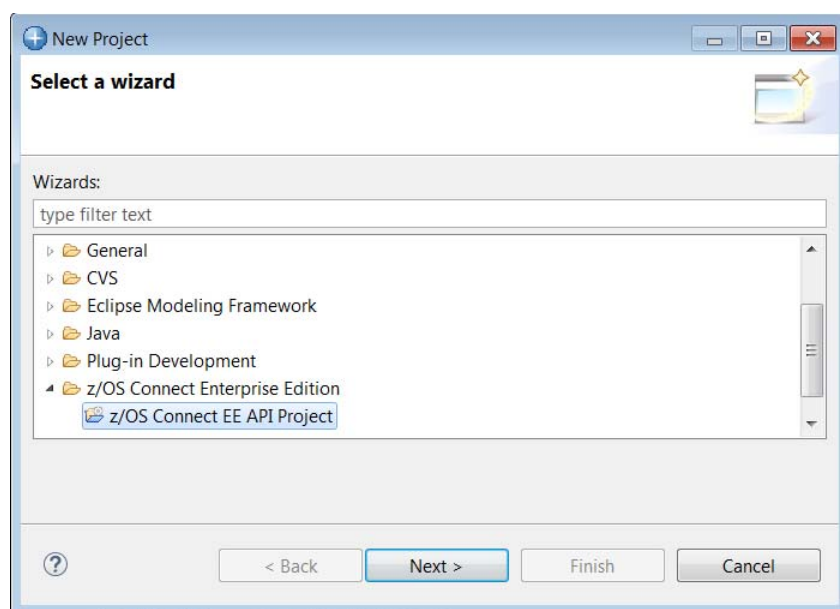 New Project
Select a wizard
Wizards:
type filter text
General
CVS
Eclipse Modeling Framework
Java
Plug-in Development
z/OS Connect Enterprise Edition
z/OS Connect EE API Project
?
< Back Next > Finish Cancel